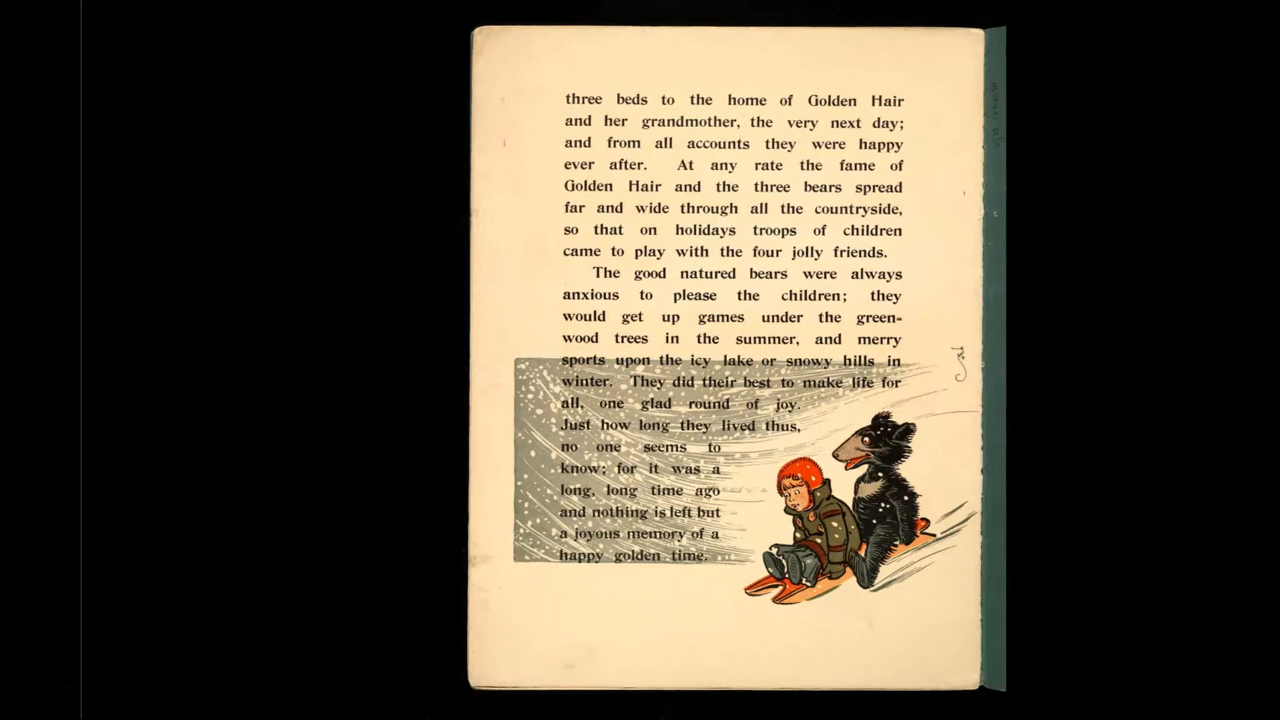 three beds to the home of Golden Hair
and her grandmother, the very next day;
and from all accounts they were happy
ever after. At any rate the fame of
Golden Hair and the three bears spread
far and wide through all the countryside,
so that on holidays troops of children
came to play with the four jolly friends.
The good natured bears were always
anxious to please the children; they
would get up games under the green-
wood trees in the summer, and merry
sports upon the icy lake or snowy hills in
winter. They did their best to make life for
all, one glad round of joy.
Just how long they lived thus,
no one seems to
know; for it was a
long, long time ago
and nothing is left but
a joyous memory of a
happy golden time.